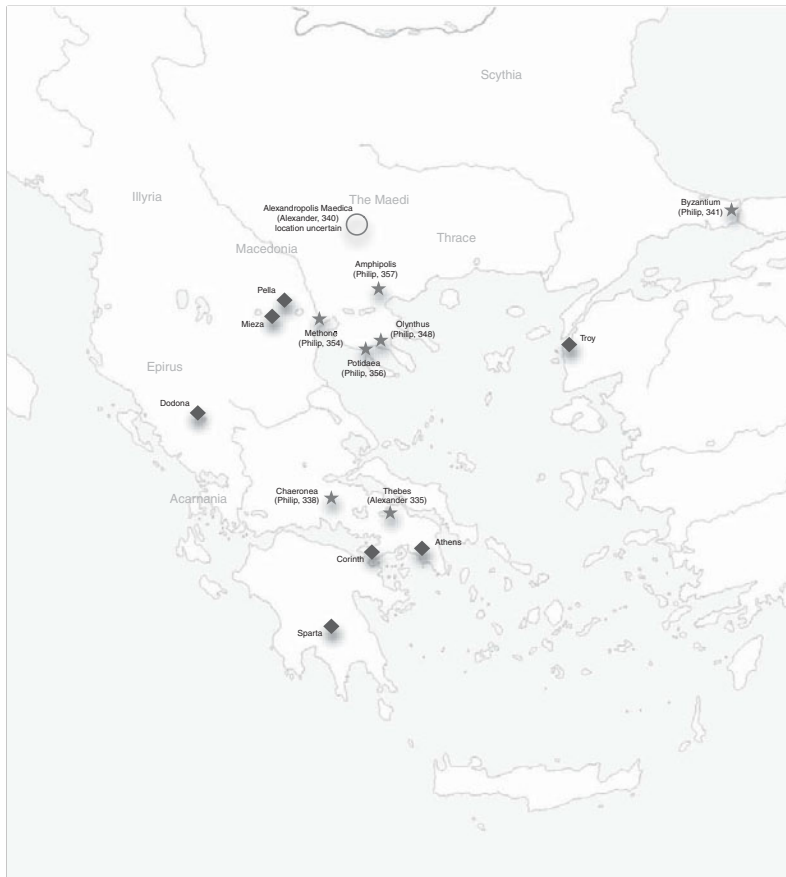 Scythia
Illyria
Alexandropolis Maedica
(Alexander, 340)
location uncertain
The Maedi
Byzantium
(Philip, 341)
Thrace
Macedonia
Amphipolis
(Philip, 357)
Pella
Mieza
Methone
(Philip, 354)
Olynthus
(Philip, 348)
Potidaea
(Philip, 356)
Troy
Epirus
Dodona
Acarnania
Chaeronea
(Philip, 338)
Thebes
(Alexander 335)
Athens
Corinth
Sparta